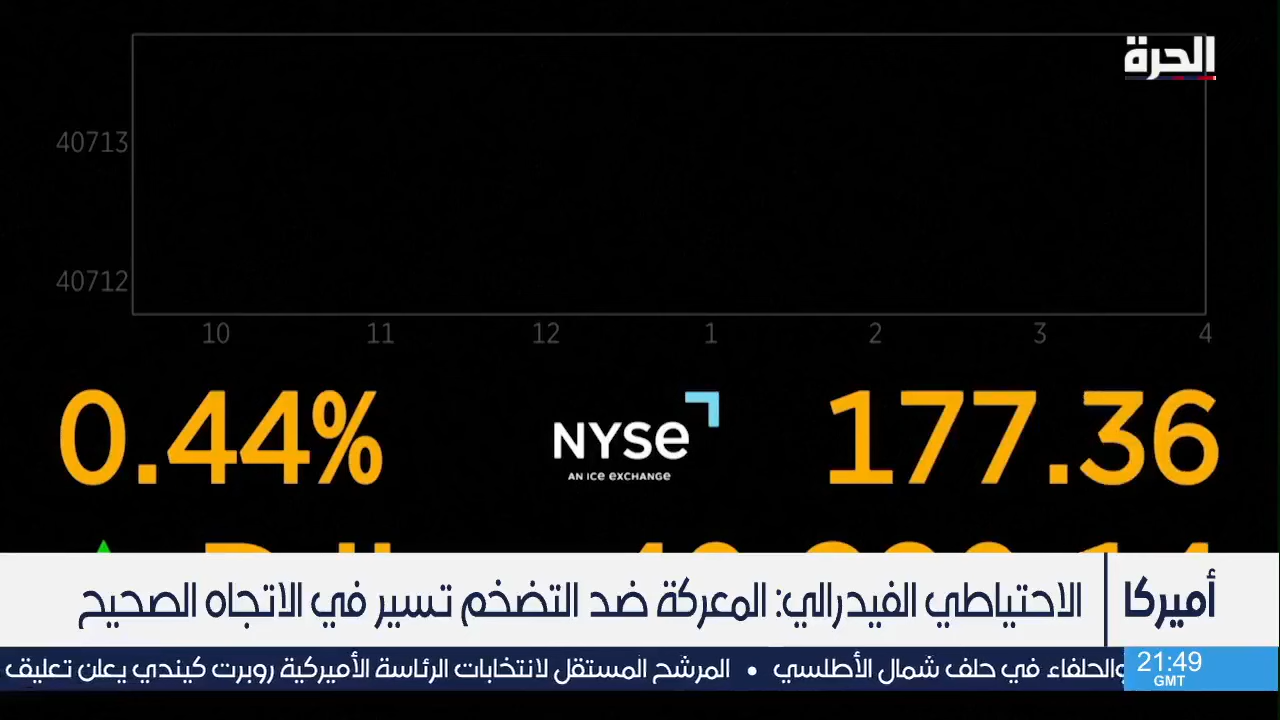 الحرة
40713
40712
10 11 12 1 2 3 4
0.44%
NYSE
AN ICE EXCHANGE
177.36
أميركا
الاحتياطي الفيدرالي: المعركة ضد التضخم تسير في الاتجاه الصحيح
والحلفاء في حلف شمال الأطلسي • المرشح المستقل لانتخابات الرئاسة الأميركية روبرت كيندي يعلن تعليق
21:49
GMT